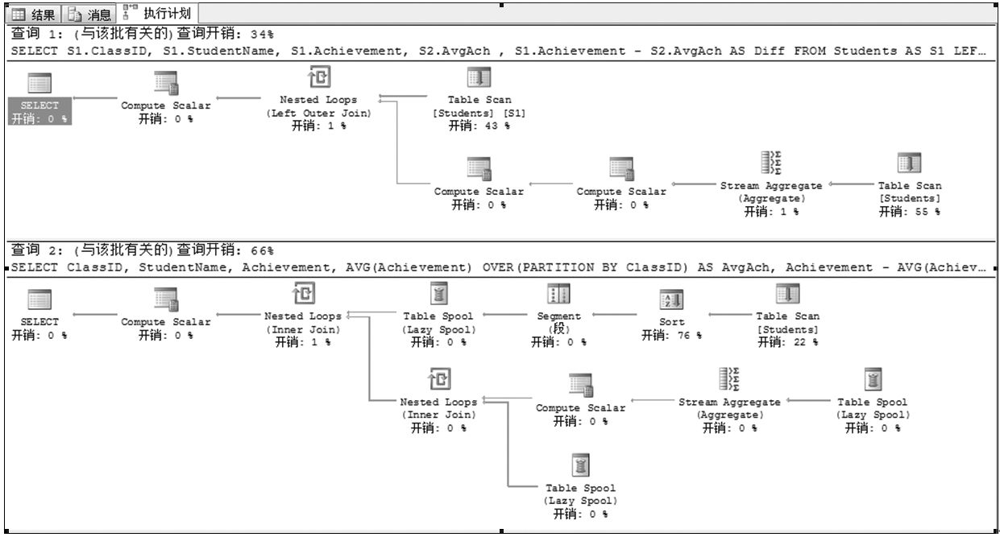 结果 消息 执行计划
查询 1: (与该批有关的)查询开销: 34%
SELECT S1.ClassID, S1.StudentName, S1.Achievement, S2.AvgAch , S1.Achievement - S2.AvgAch AS Diff FROM Students AS S1 LEF…
SELECT
开销: 0 %
Compute Scalar
开销: 0 %
Nested Loops
(Left Outer Join)
开销: 1 %
Table Scan
[Students] [S1]
开销: 43 %
Compute Scalar
开销: 0 %
Compute Scalar
开销: 0 %
Stream Aggregate
(Aggregate)
开销: 1 %
Table Scan
[Students]
开销: 55 %
查询 2: (与该批有关的)查询开销: 66%
SELECT ClassID, StudentName, Achievement, AVG(Achievement) OVER(PARTITION BY ClassID) AS AvgAch, Achievement - AVG(Achiev…
SELECT
开销: 0 %
Compute Scalar
开销: 0 %
Nested Loops
(Inner Join)
开销: 1 %
Table Spool
(Lazy Spool)
开销: 0 %
Segment
(段)
开销: 0 %
Sort
开销: 76 %
Table Scan
[Students]
开销: 22 %
Nested Loops
(Inner Join)
开销: 0 %
Compute Scalar
开销: 0 %
Stream Aggregate
(Aggregate)
开销: 0 %
Table Spool
(Lazy Spool)
开销: 0 %
Table Spool
(Lazy Spool)
开销: 0 %